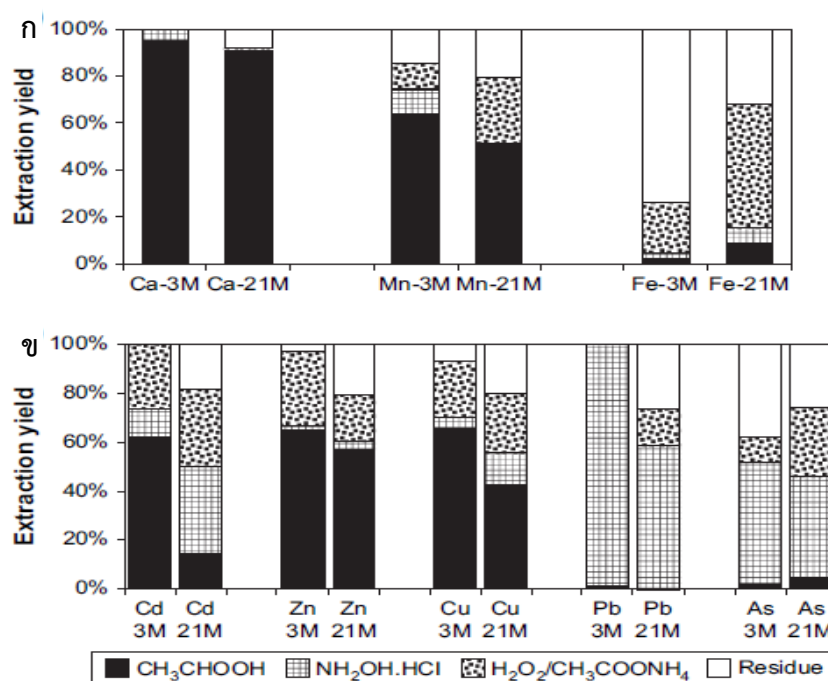 ก
100%
80%
60%
40%
20%
0%
Extraction yield
Ca-3M Ca-21M Mn-3M Mn-21M Fe-3M Fe-21M
ข
100%
80%
60%
40%
20%
0%
Extraction yield
Cd Cd Zn Zn Cu Cu Pb Pb As As
3M 21M 3M 21M 3M 21M 3M 21M 3M 21M
CH₃CHOOH NH₂OH.HCl H₂O₂/CH₃COONH₄ Residue